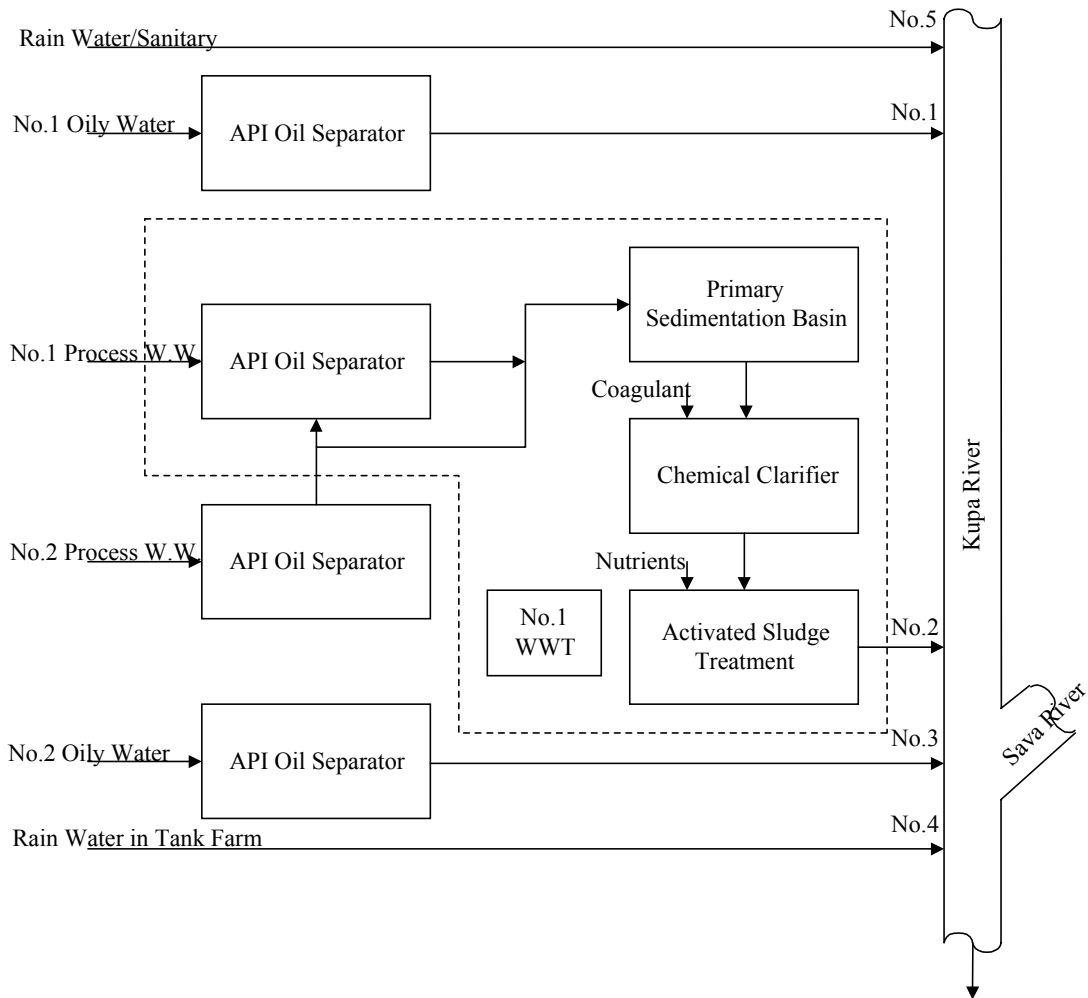 No.5
Rain Water/Sanitary
No.1 Oily Water
API Oil Separator
No.1
Primary
Sedimentation Basin
No.1 Process W.W.
API Oil Separator
Coagulant
Chemical Clarifier
Kupa River
No.2 Process W.W.
API Oil Separator
Nutrients
No.1
WWT
Activated Sludge
Treatment
No.2
Sava River
No.2 Oily Water
API Oil Separator
No.3
Rain Water in Tank Farm
No.4